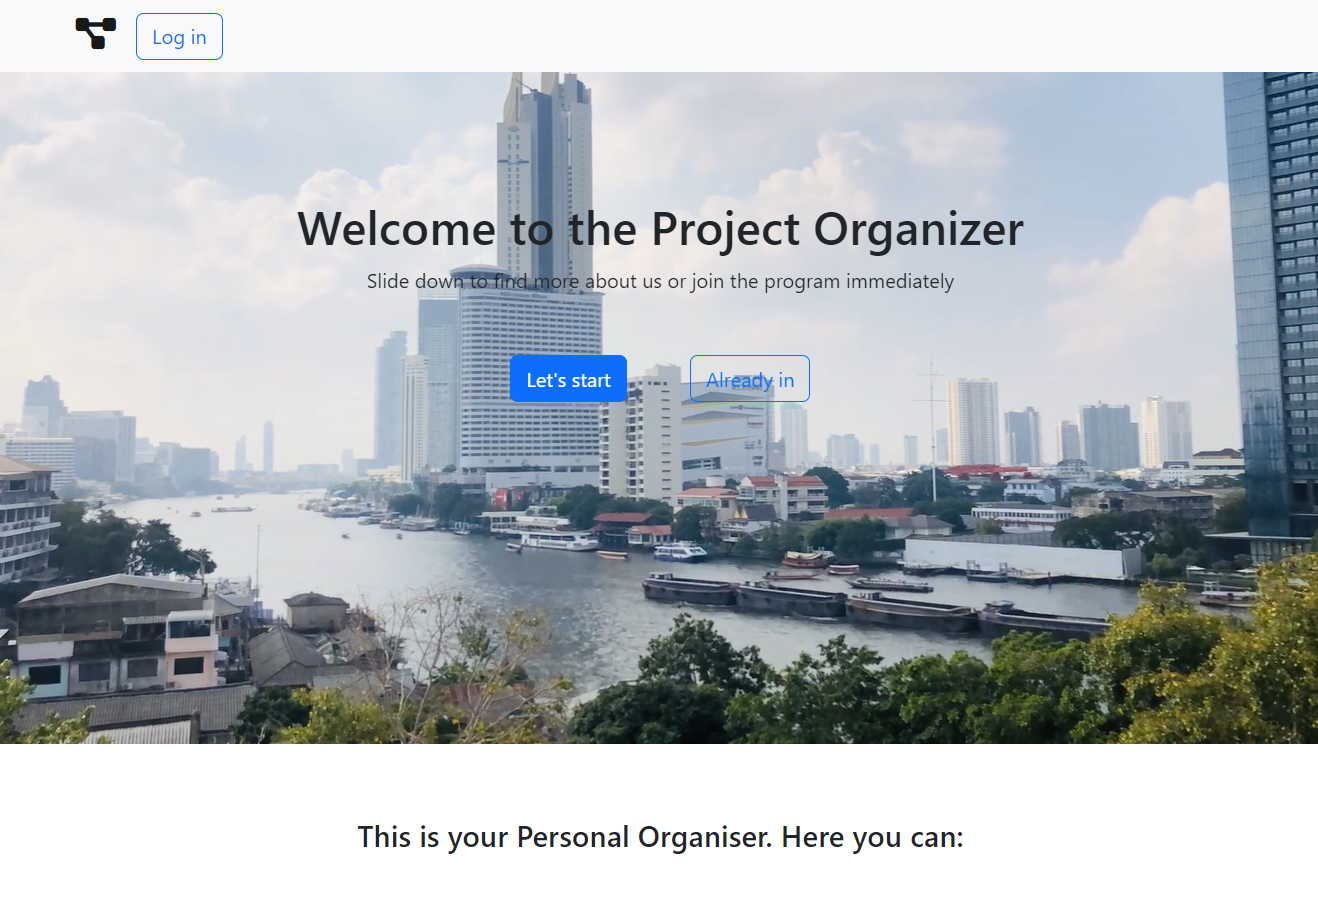 Log in
Welcome to the Project Organizer
Slide down to find more about us or join the program immediately
Let's start
Already in
This is your Personal Organiser. Here you can: